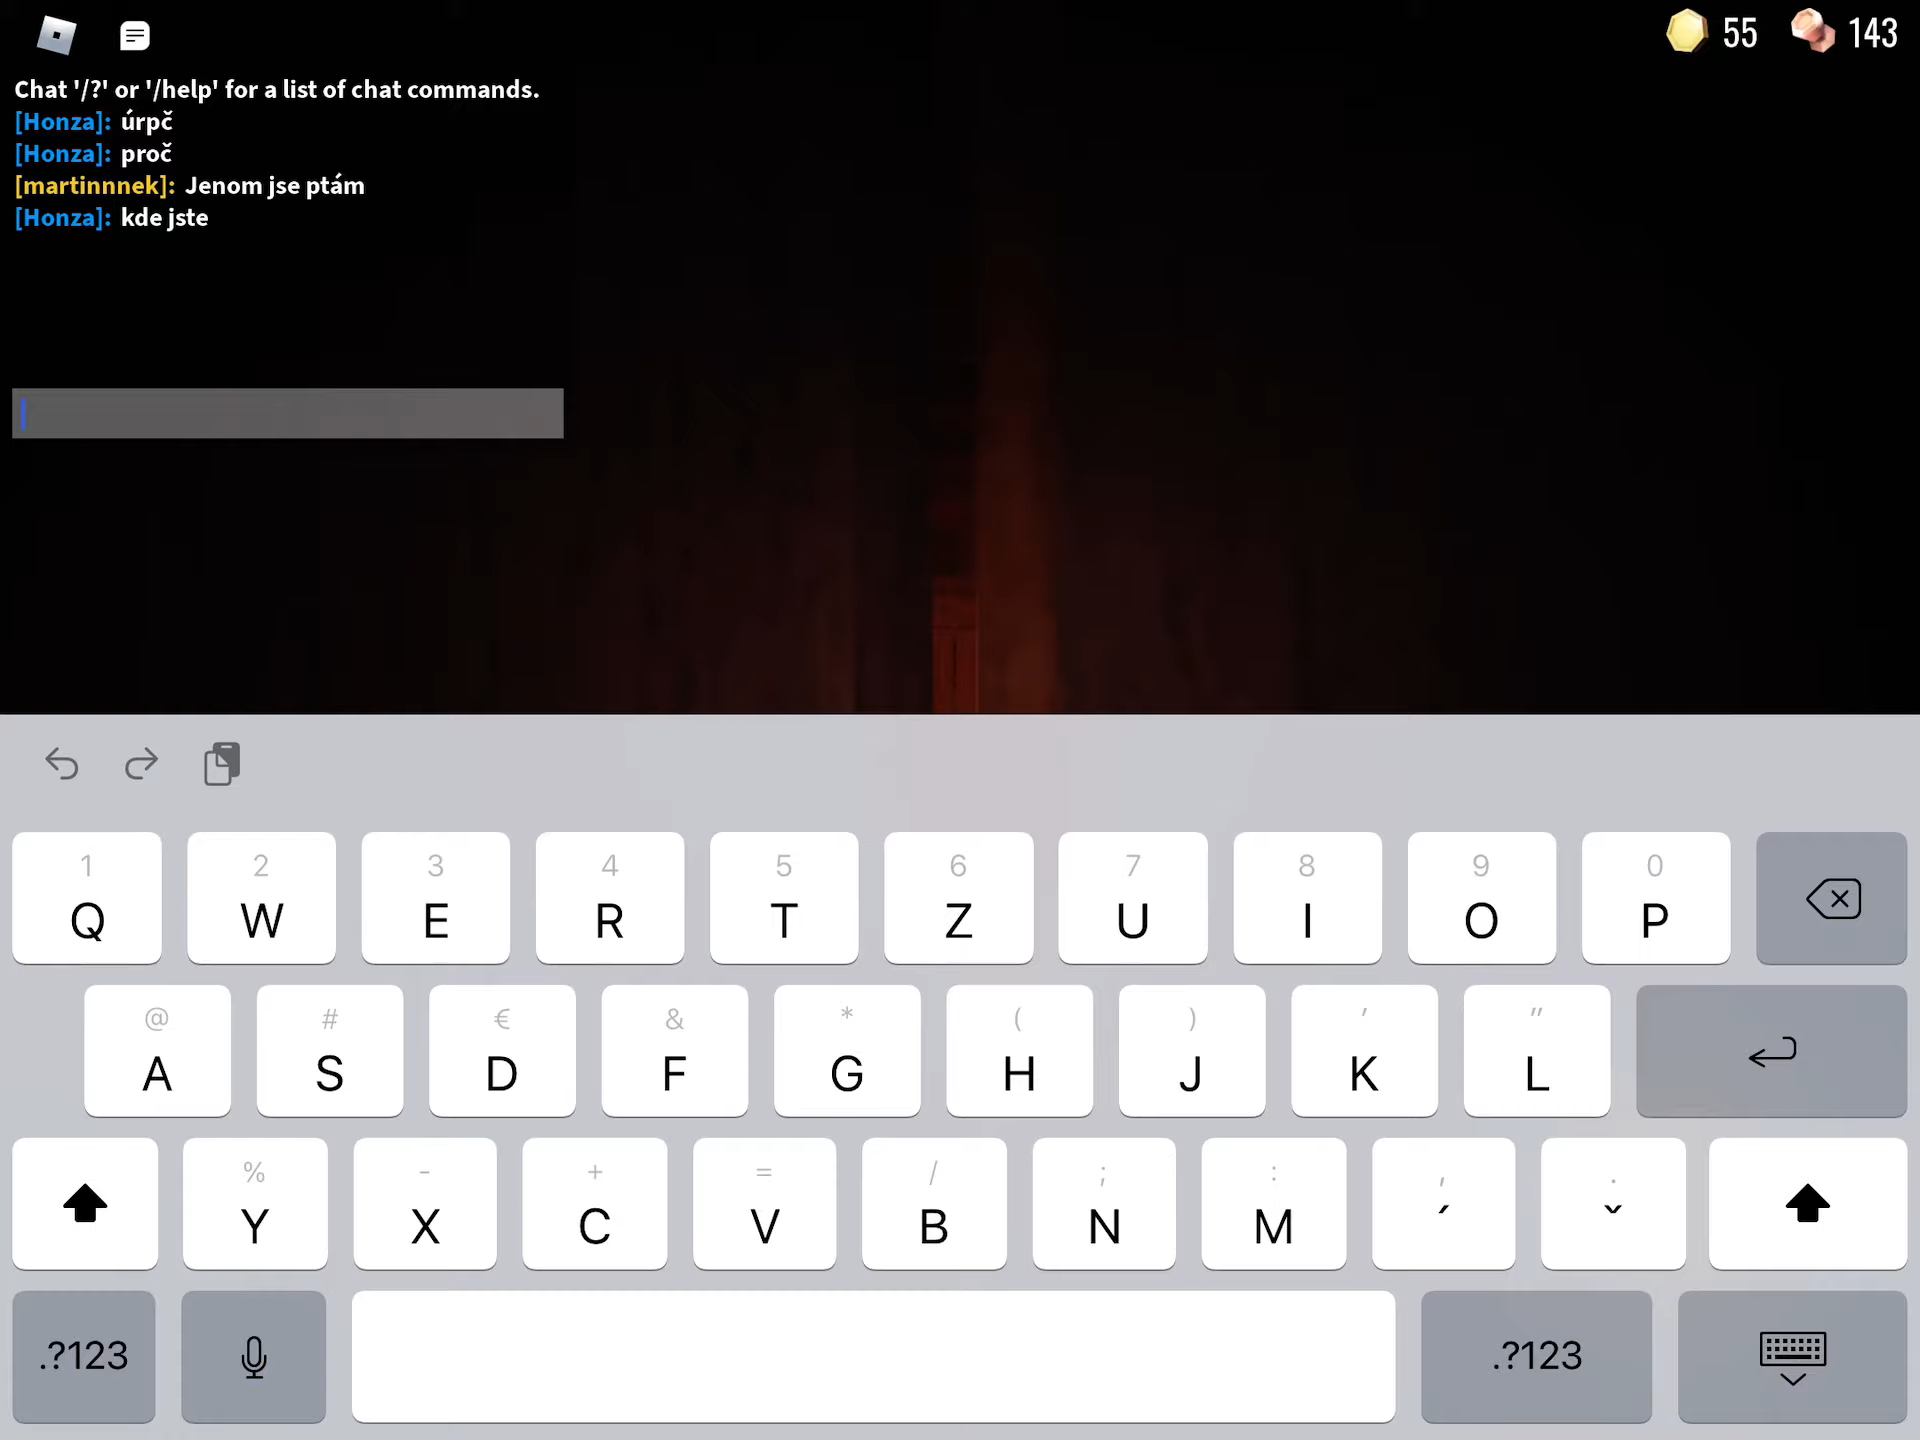 55 143
Chat '/?' or '/help' for a list of chat commands.
[Honza]: úrpč
[Honza]: proč
[martinnnek]: Jenom jse ptám
[Honza]: kde jste
1 2 3 4 5 6 7 8 9 0
Q W E R T Z U I O P
@ # € & * ( ) ' "
A S D F G H J K L
% - + = / ; : , .
Y X C V B N M ´ ˇ
.?123 .?123